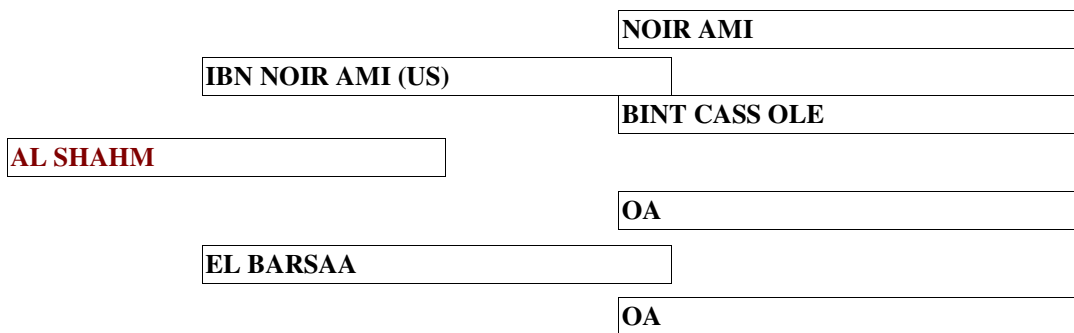 NOIR AMI
IBN NOIR AMI (US)
BINT CASS OLE
AL SHAHM
OA
EL BARSAA
OA